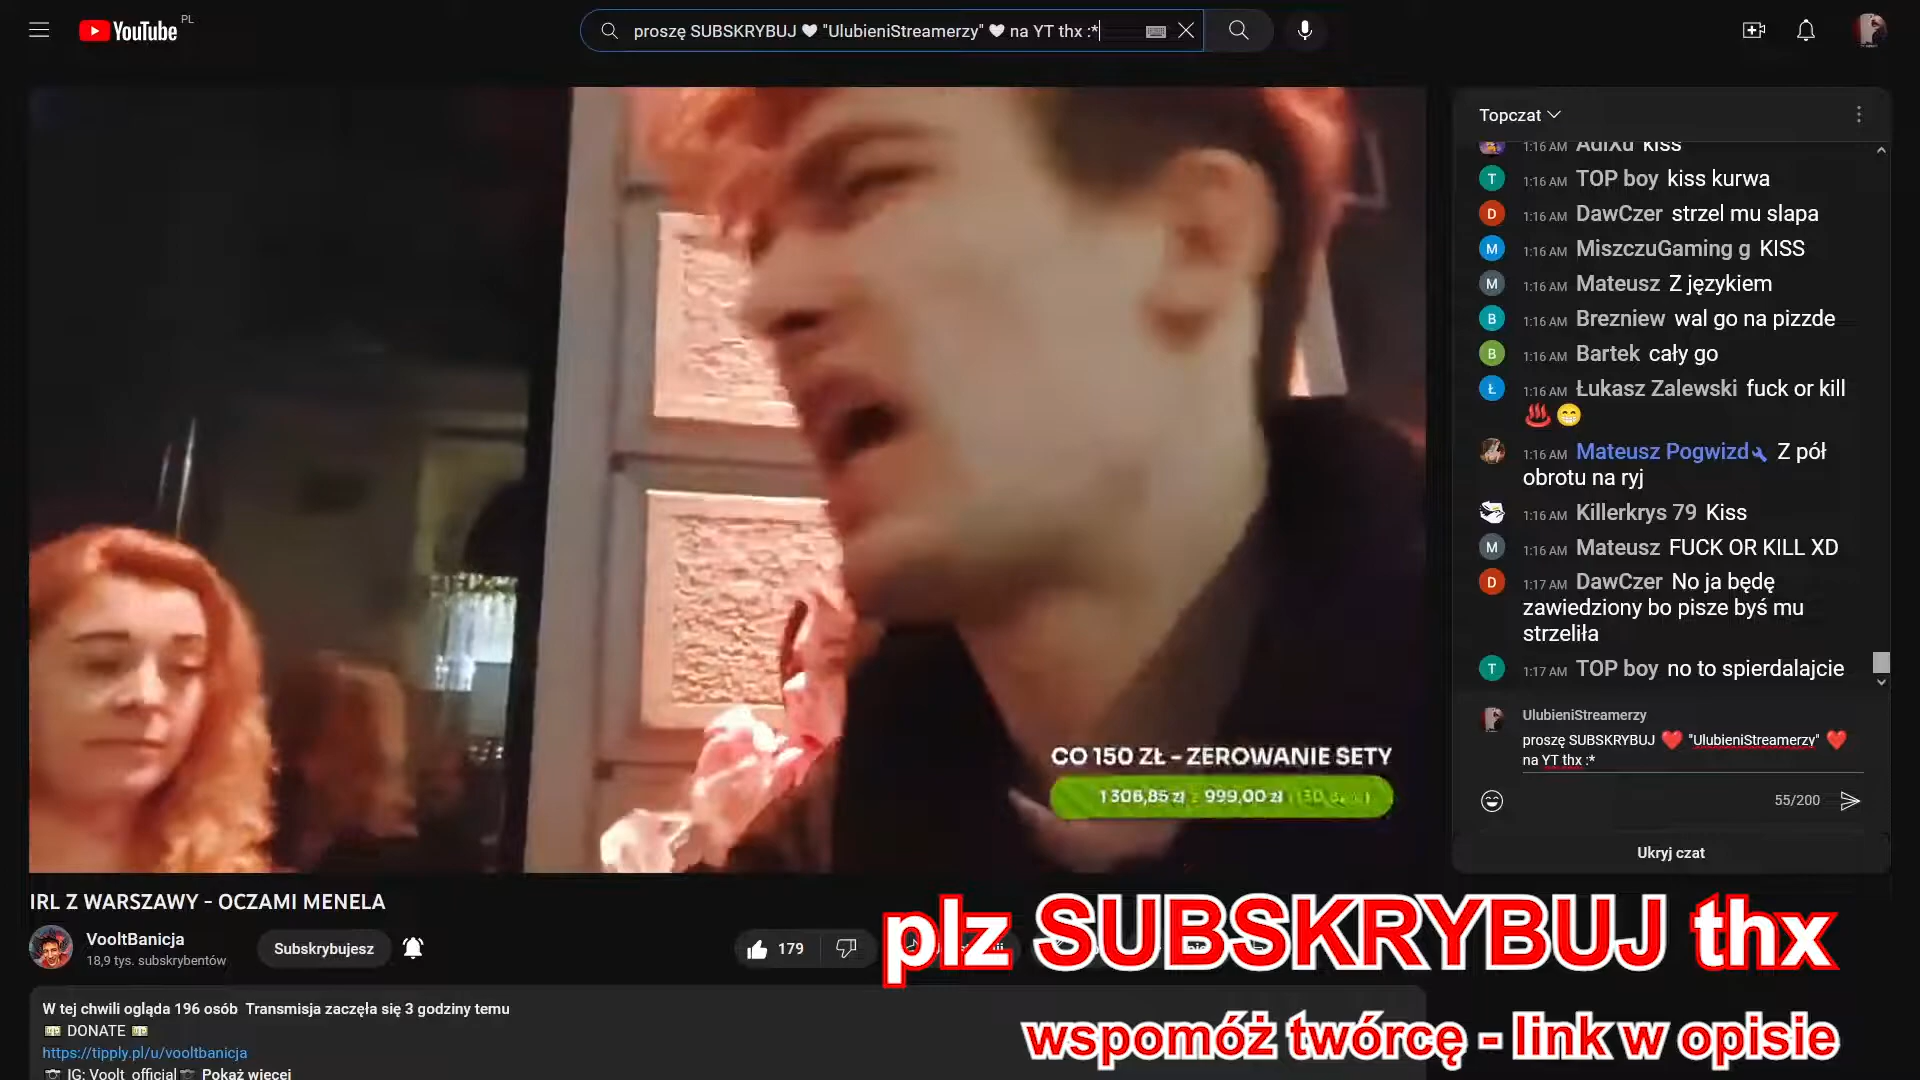 YouTube PL
proszę SUBSKRYBUJ ♥ "UlubieniStreamerzy" ♥ na YT thx :*
Topczat
1:16 AM AdiXu kiss
1:16 AM TOP boy kiss kurwa
1:16 AM DawCzer strzel mu slapa
1:16 AM MiszczuGaming g KISS
1:16 AM Mateusz Z językiem
1:16 AM Brezniew wal go na pizzde
1:16 AM Bartek cały go
1:16 AM Łukasz Zalewski fuck or kill
♨️😁
1:16 AM Mateusz Pogwizd Z pół
obrotu na ryj
1:16 AM Killerkrys 79 Kiss
1:16 AM Mateusz FUCK OR KILL XD
1:17 AM DawCzer No ja będę
zawiedziony bo pisze byś mu
strzeliła
1:17 AM TOP boy no to spierdalajcie
UlubieniStreamerzy
proszę SUBSKRYBUJ ❤️ "UlubieniStreamerzy" ❤️
na YT thx :*
55/200
Ukryj czat
CO 150 ZŁ - ZEROWANIE SETY
1 306,85 zł z 999,00 zł
IRL Z WARSZAWY - OCZAMI MENELA
VooltBanicja
18,9 tys. subskrybentów
Subskrybujesz
179
plz SUBSKRYBUJ thx
wspomóż twórcę - link w opisie
W tej chwili ogląda 196 osób Transmisja zaczęła się 3 godziny temu
💵 DONATE 💵
https://tipply.pl/u/vooltbanicja
📷 IG: Voolt_official 📷 Pokaż więcej